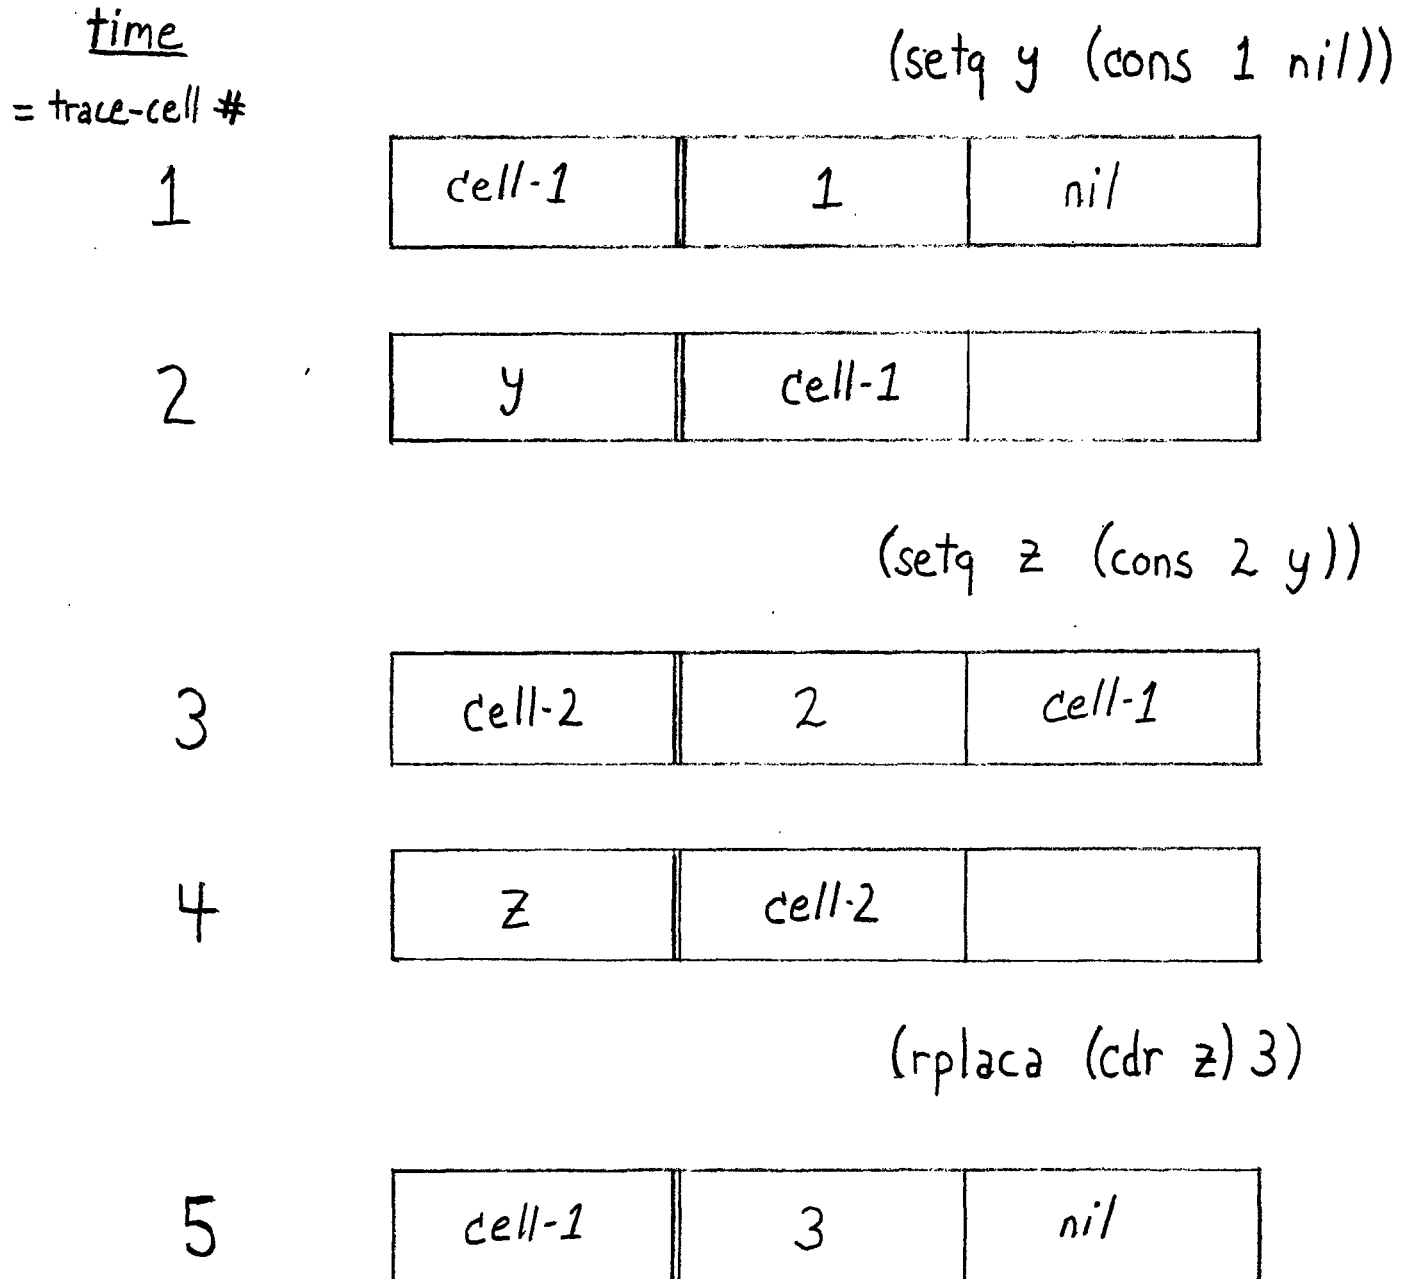 time
(setq y (cons 1 nil))
= trace-cell #
1 cell-1 1 nil
2 y cell-1
(setq z (cons 2 y))
3 cell-2 2 cell-1
4 z cell-2
(rplaca (cdr z) 3)
5 cell-1 3 nil